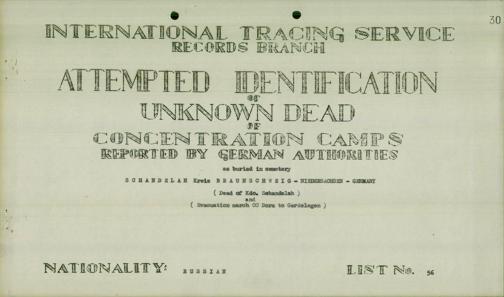 30
INTERNATIONAL TRACING SERVICE
RECORDS BRANCH
ATTEMPTED IDENTIFICATION
OF
UNKNOWN DEAD
OF
CONCENTRATION CAMPS
REPORTED BY GERMAN AUTHORITIES
as buried in cemetery
SCHANDELAH Kreis BRAUNSCHWEIG - NIEDERSACHSEN - GERMANY
( Dead of Kdo. Schandelah )
and
( Evacuation march CC Dora to Gardelegen )
NATIONALITY: RUSSIAN
LIST No. 56